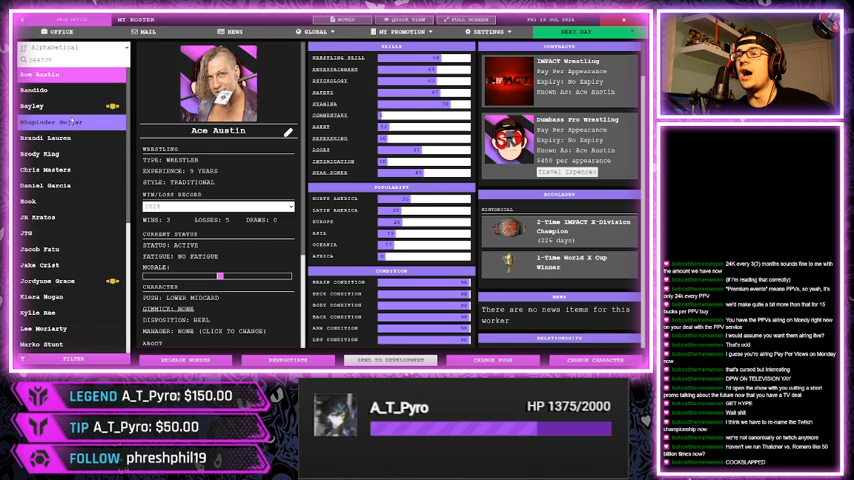 MAIN OFFICE
MY ROSTER
NOTES
QUICK VIEW
FULL SCREEN
FRI 19 JUL 2024
OFFICE
MAIL
NEWS
GLOBAL
MY PROMOTION
SETTINGS
NEXT DAY
Alphabetical
Search
Ace Austin
Bandido
Bayley
Bhupinder Gujjar
Brandi Lauren
Brody King
Chris Masters
Daniel Garcia
Hook
JR Kratos
JTG
Jacob Fatu
Jake Crist
Jordynne Grace
Kiera Hogan
Kylie Rae
Lee Moriarty
Marko Stunt
FILTER
Ace Austin
WRESTLING
TYPE: WRESTLER
EXPERIENCE: 9 YEARS
STYLE: TRADITIONAL
WIN/LOSS RECORD
2024
WINS: 3 LOSSES: 5 DRAWS: 0
CURRENT STATUS
STATUS: ACTIVE
FATIGUE: NO FATIGUE
MORALE:
CHARACTER
PUSH: LOWER MIDCARD
GIMMICK: NONE
DISPOSITION: HEEL
MANAGER: NONE (CLICK TO CHANGE)
ABOUT
SKILLS
WRESTLING SKILL
ENTERTAINMENT
PSYCHOLOGY
SAFETY
STAMINA
COMMENTARY
AGENT
REFEREEING
LOOKS
INTIMIDATION
STAR POWER
POPULARITY
NORTH AMERICA
LATIN AMERICA
EUROPE
ASIA
OCEANIA
AFRICA
CONDITION
BRAIN CONDITION
NECK CONDITION
BODY CONDITION
BACK CONDITION
ARM CONDITION
LEG CONDITION
CONTRACTS
IMPACT Wrestling
Pay Per Appearance
Expiry: No Expiry
Known As: Ace Austin
Dumbass Pro Wrestling
Contract: Pay Per Appearance
Expiry: No Expiry
Known As: Ace Austin
$450 per appearance
Travel Expenses
ACCOLADES
HISTORICAL
2-Time IMPACT X-Division
Champion
(226 days)
1-Time World X Cup
Winner
NEWS
There are no news items for this
worker
RELATIONSHIPS
RELEASE WORKER
RENEGOTIATE
SEND TO DEVELOPMENT
CHANGE PUSH
CHANGE CHARACTER
LEGEND A_T_Pyro: $150.00
TIP A_T_Pyro: $50.00
FOLLOW phreshphil19
A_T_Pyro
HP 1375/2000
24K every 3(?) months sounds fine to me with
the amount we have now
(if I'm reading that correctly)
"Premium events" means PPVs, so yeah, it's
only 24k every PPV
we'd make quite a bit more than that for 15
bucks per buy
You have the PPVs airing on Monday right now
on your deal with the PPV service
I would assume you want them airing live?
That's odd
I guess you're airing Pay Per Views on Monday
now
that's cursed but interesting
DPW ON TELEVISION YAY
I'd open the show with you cutting a short
promo talking about the future now that you have a TV deal
GET HYPE
Wait shit
I think we have to re-name the Twitch
championship now
we're not canonically on twitch anymore
Haven't we run Thatcher vs. Romero like 50
billion times now?
COCKSLAPPED